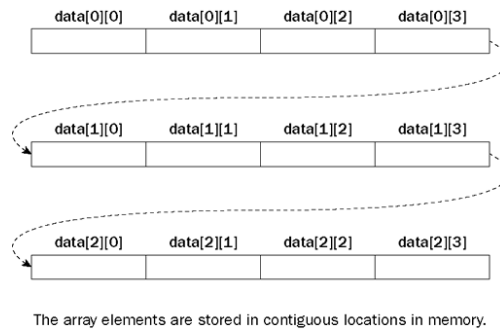 data[0][0] data[0][1] data[0][2] data[0][3]
data[1][0] data[1][1] data[1][2] data[1][3]
data[2][0] data[2][1] data[2][2] data[2][3]
The array elements are stored in contiguous locations in memory.